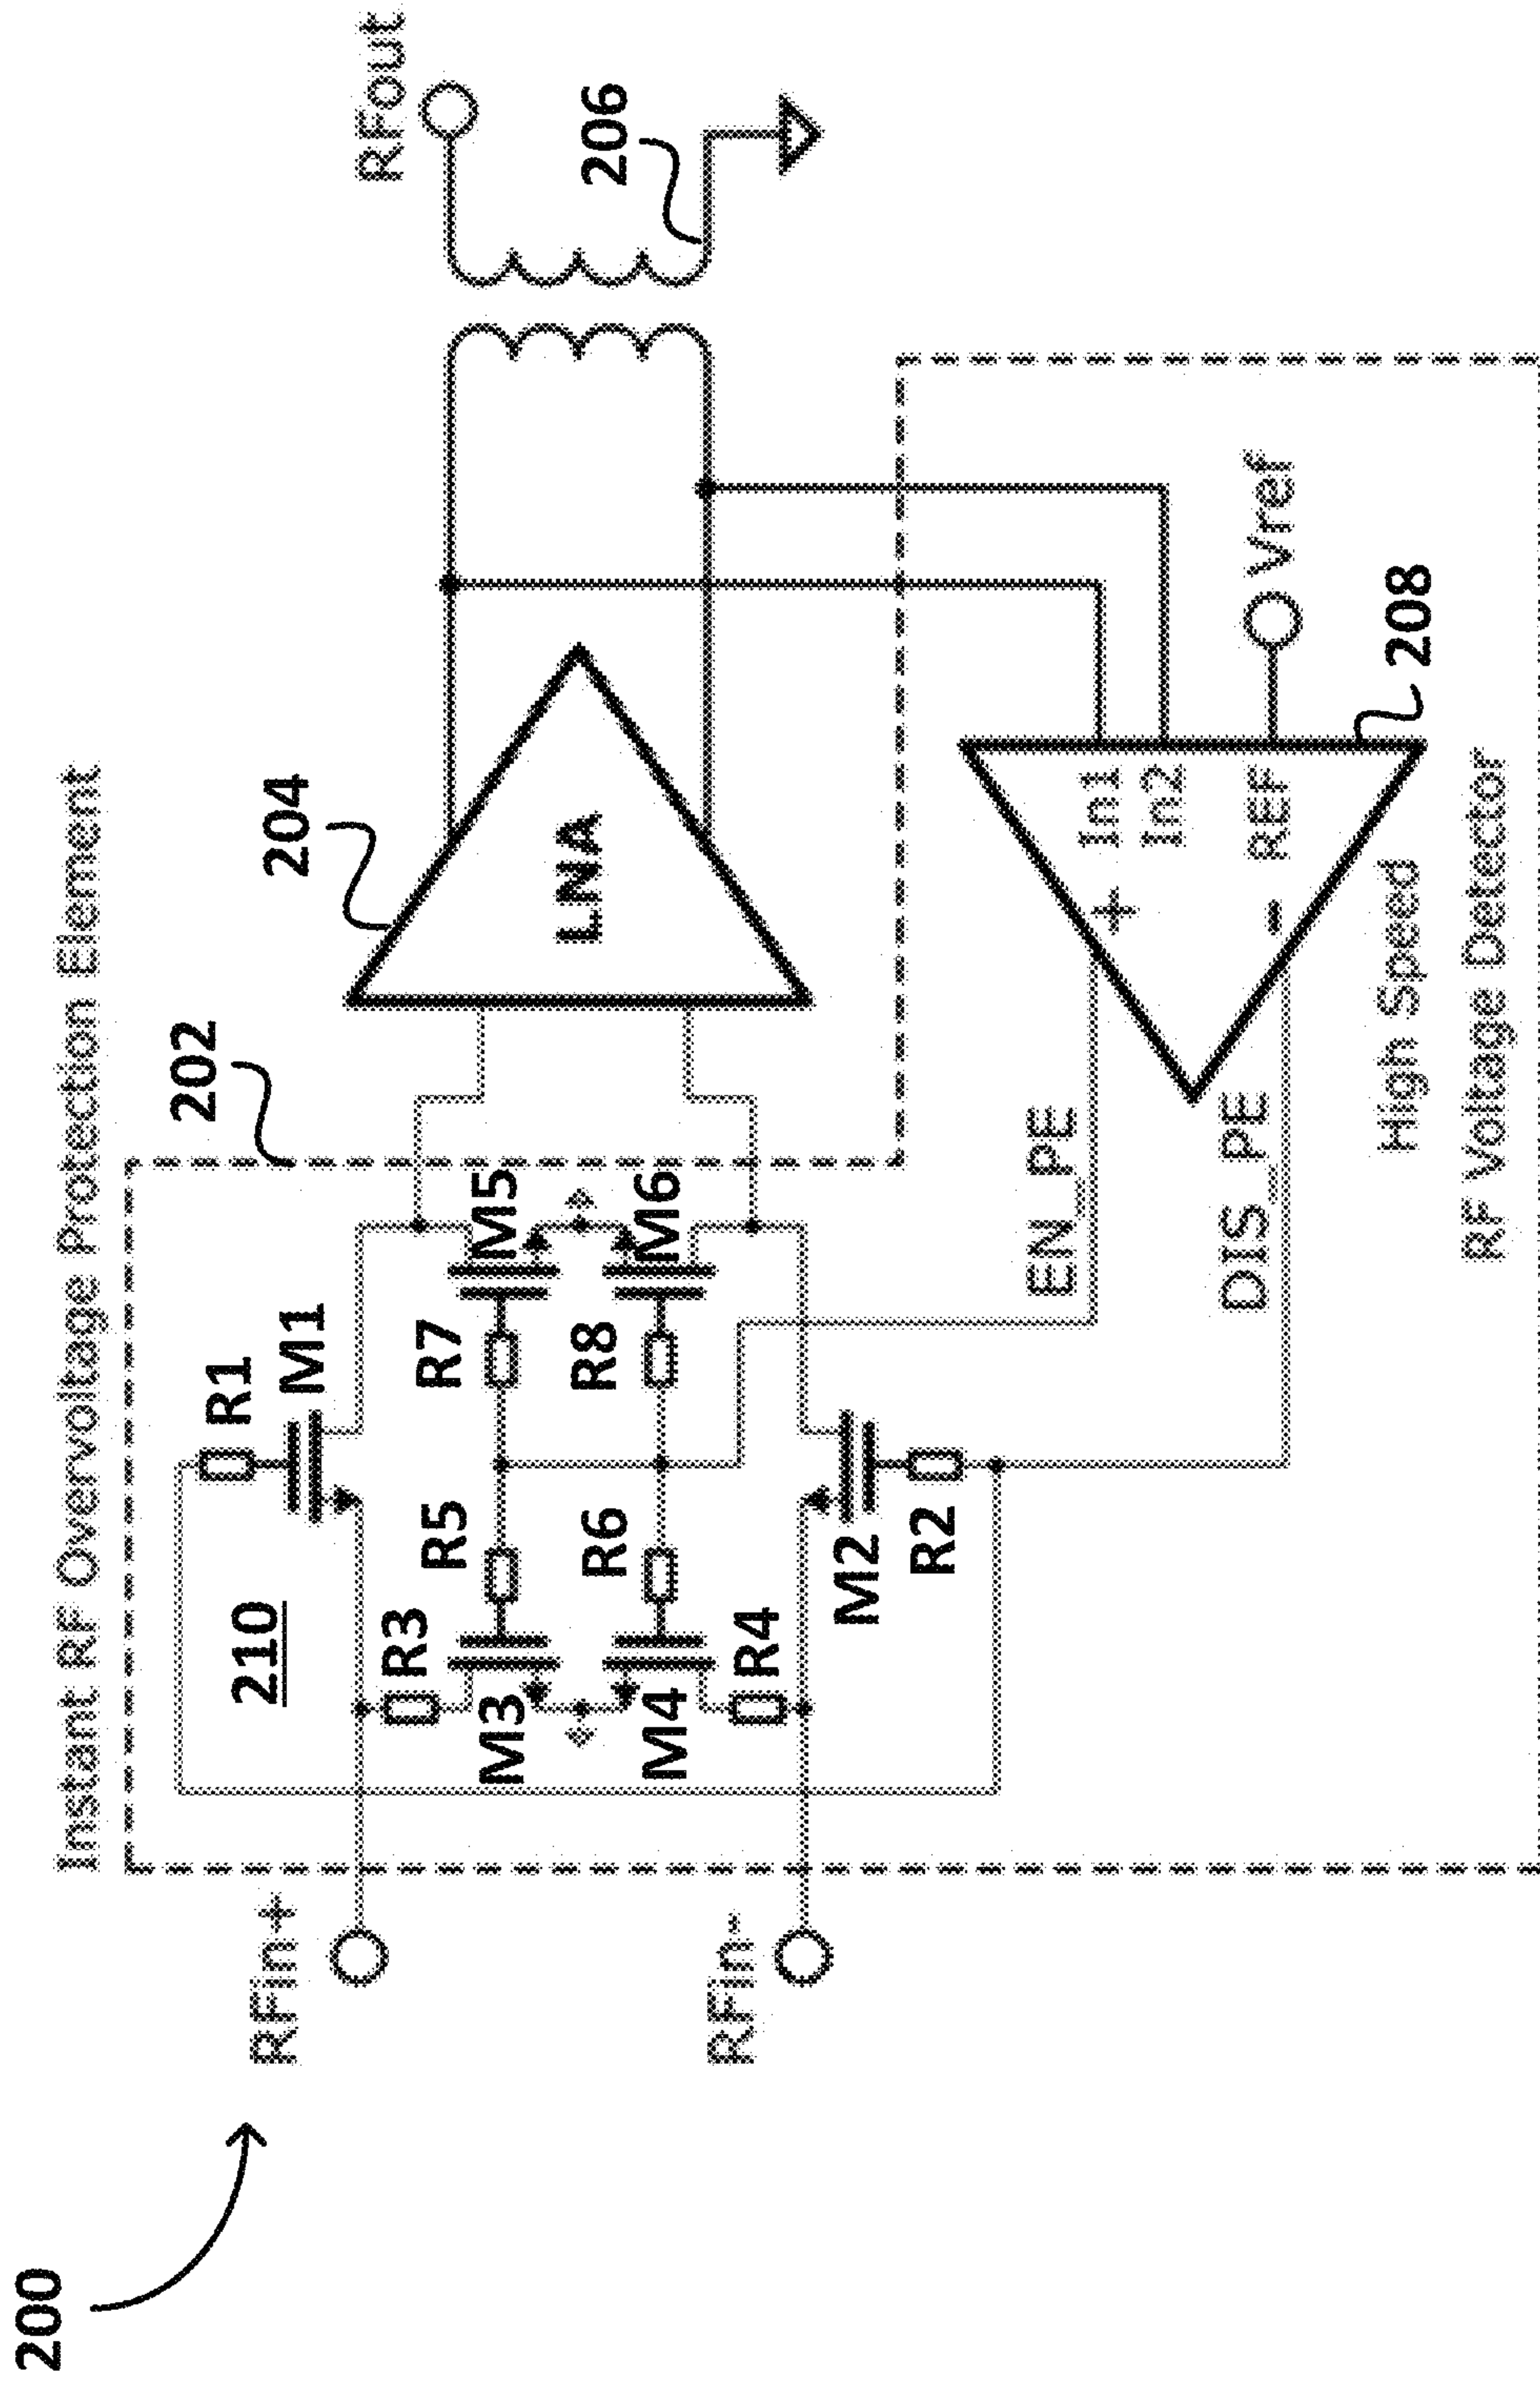 200
Instant RF Overvoltage Protection Element
202
204
RFin+
210
R1
M1
RFout
R3
R5
R7
M5
M3
LNA
206
R6
R8
M6
M4
RFin-
R4
M2
R2
EN_PE
+
In1
In2
DIS_PE
-
REF
Vref
High Speed
RF Voltage Detector
208